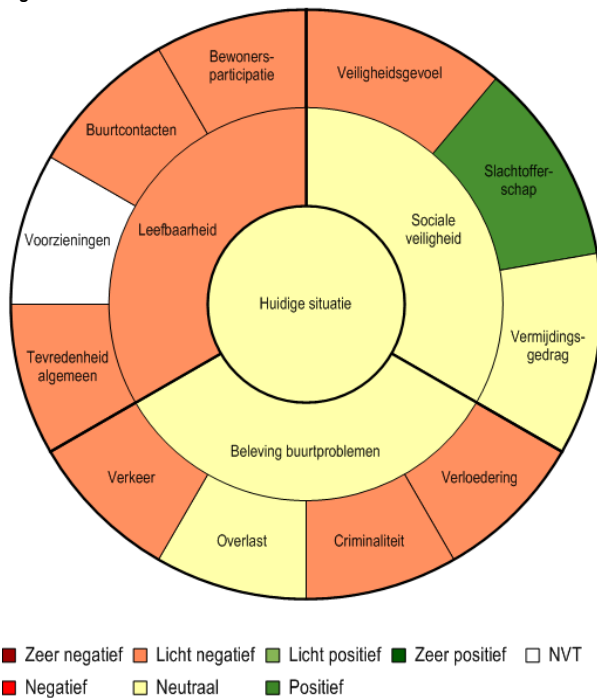 Bewoners-
participatie
Veiligheidsgevoel
Buurtcontacten
Slachtoffer-
schap
Leefbaarheid
Sociale
veiligheid
Voorzieningen
Huidige situatie
Vermijdings-
gedrag
Tevredenheid
algemeen
Beleving buurtproblemen
Verkeer
Verloedering
Overlast
Criminaliteit
Zeer negatief
Licht negatief
Licht positief
Zeer positief
NVT
Negatief
Neutraal
Positief